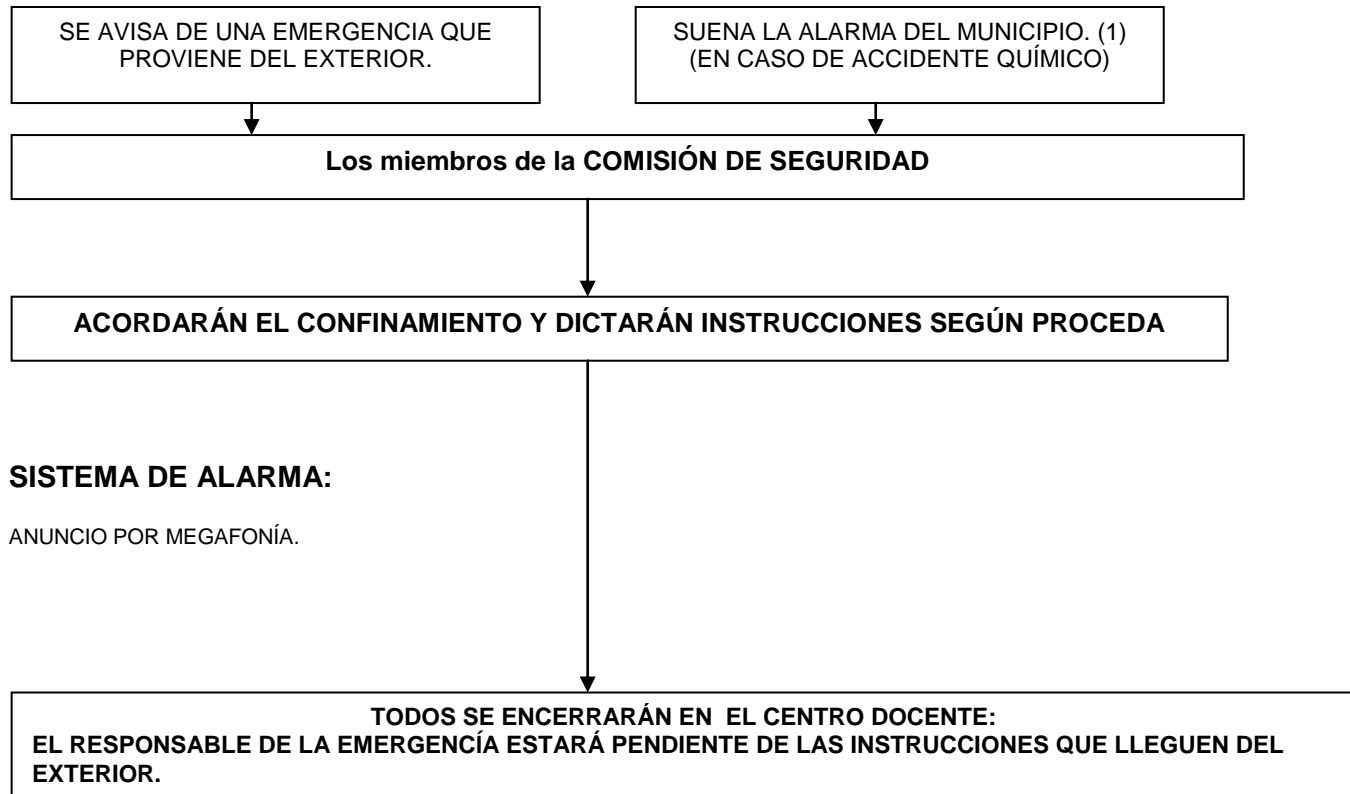 SE AVISA DE UNA EMERGENCIA QUE
PROVIENE DEL EXTERIOR.
SUENA LA ALARMA DEL MUNICIPIO. (1)
(EN CASO DE ACCIDENTE QUÍMICO)
Los miembros de la COMISIÓN DE SEGURIDAD
ACORDARÁN EL CONFINAMIENTO Y DICTARÁN INSTRUCCIONES SEGÚN PROCEDA
SISTEMA DE ALARMA:
ANUNCIO POR MEGAFONÍA.
TODOS SE ENCERRARÁN EN EL CENTRO DOCENTE:
EL RESPONSABLE DE LA EMERGENCÍA ESTARÁ PENDIENTE DE LAS INSTRUCCIONES QUE LLEGUEN DEL
EXTERIOR.